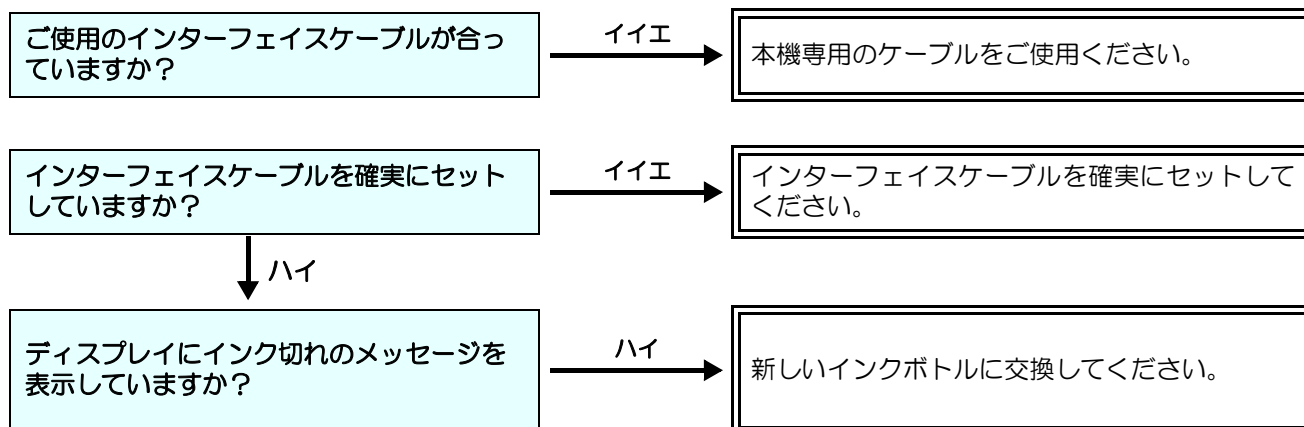 ご使用のインターフェイスケーブルが合っ
ていますか？
イイエ
本機専用のケーブルをご使用ください。
インターフェイスケーブルを確実にセット
していますか？
イイエ
インターフェイスケーブルを確実にセットして
ください。
ハイ
ディスプレイにインク切れのメッセージを
表示していますか？
ハイ
新しいインクボトルに交換してください。